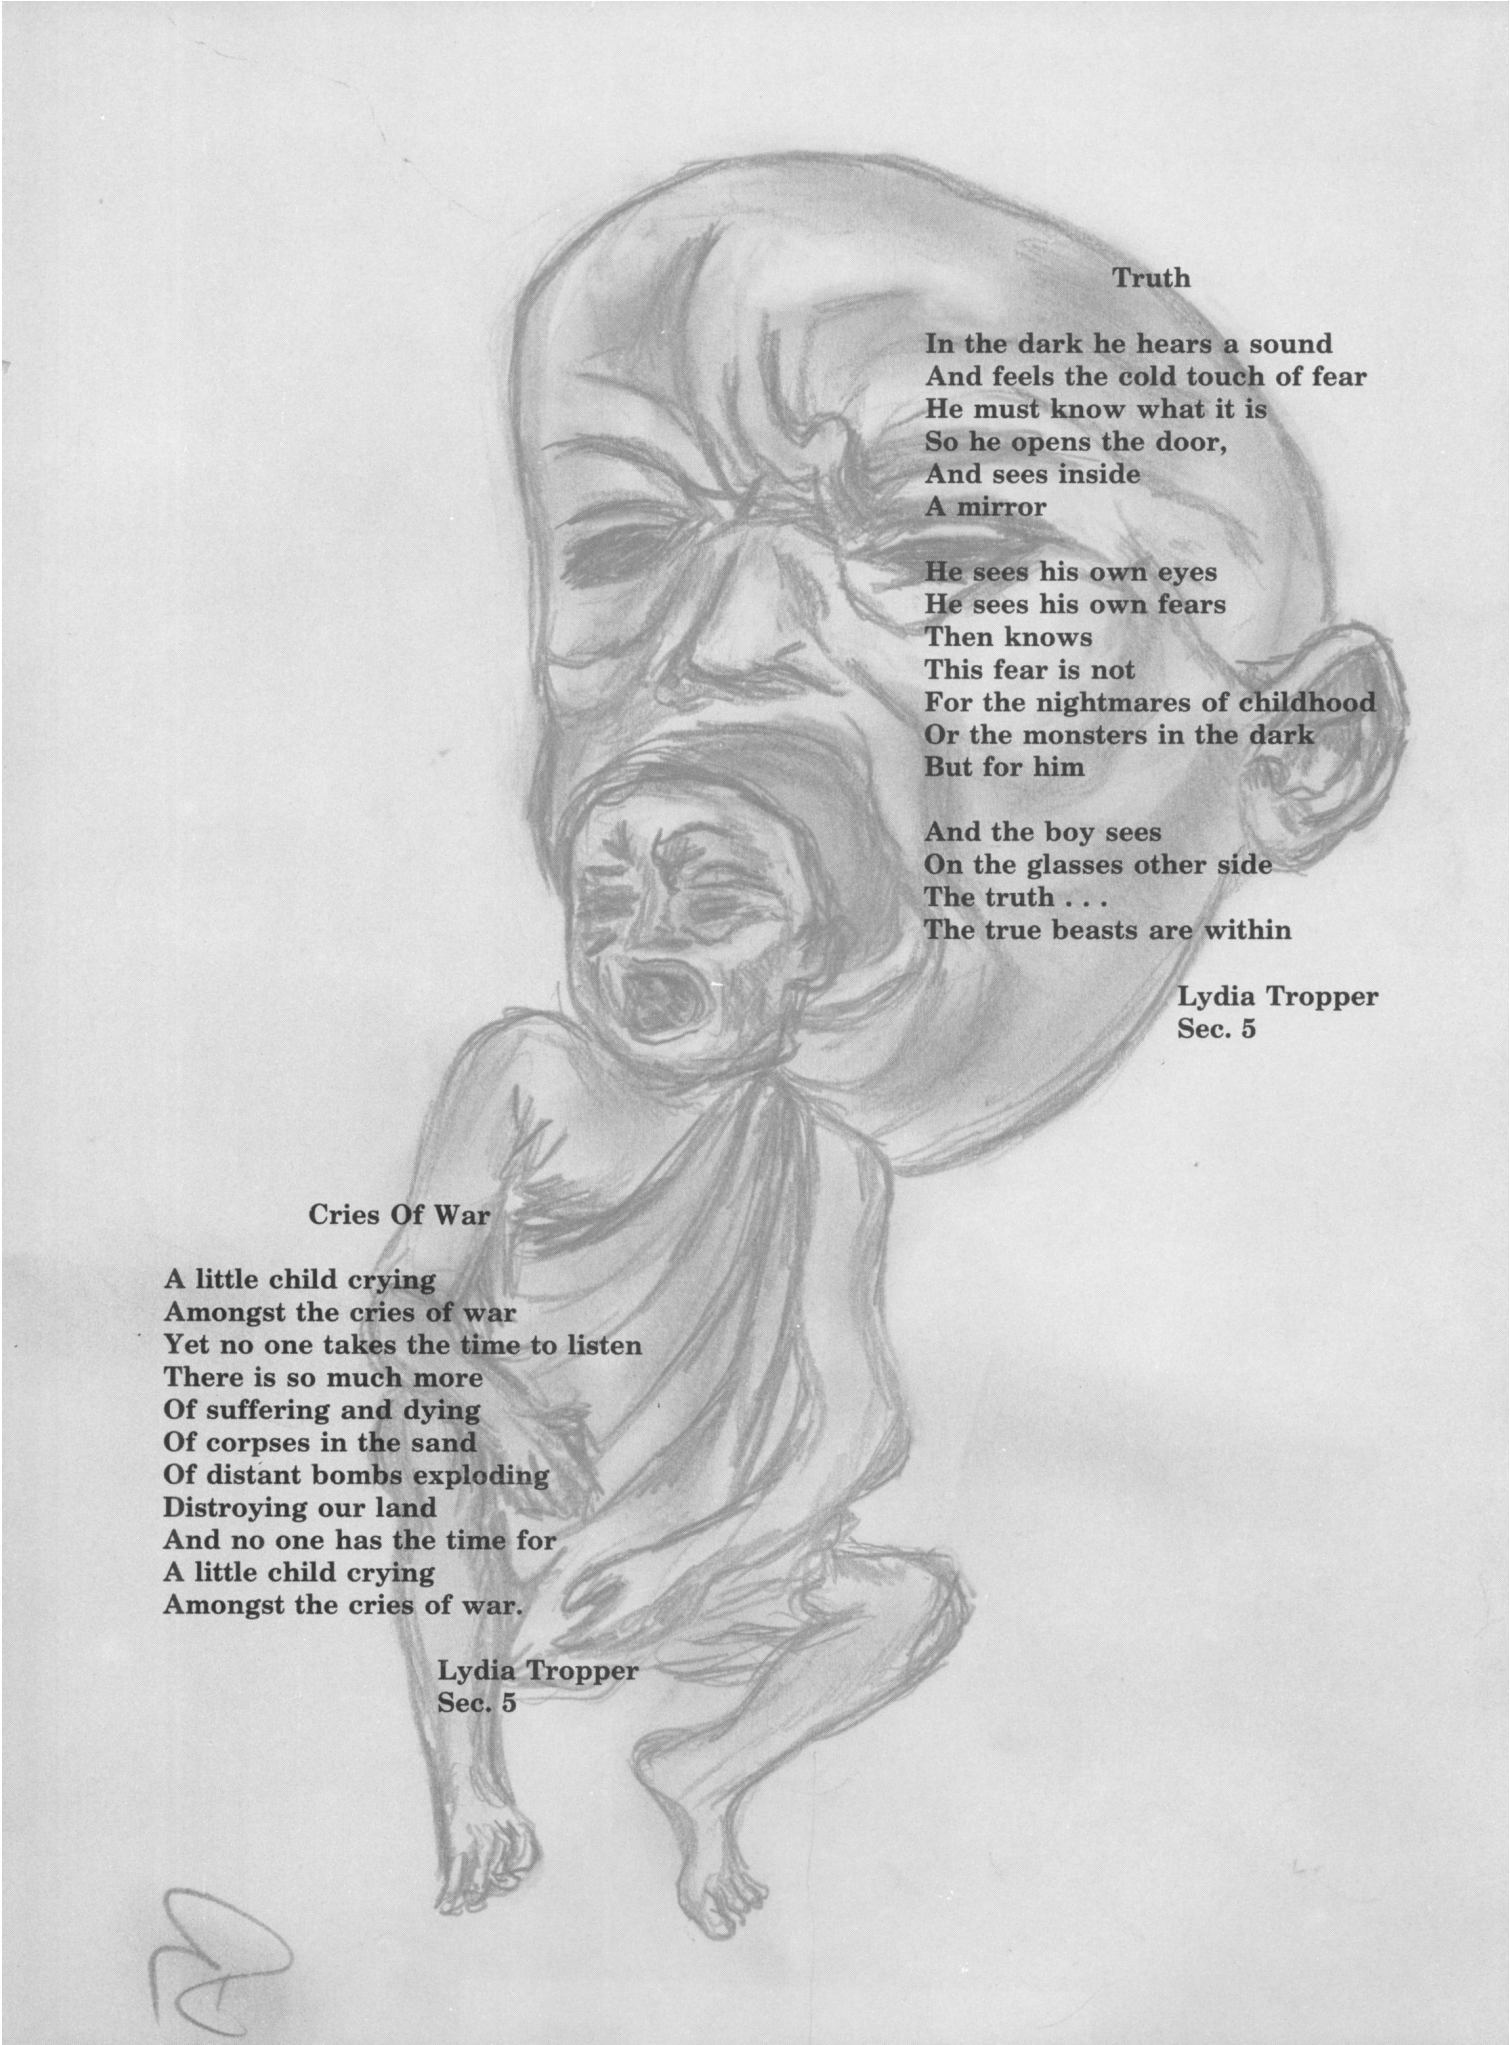 Truth
In the dark he hears a sound
And feels the cold touch of fear
He must know what it is
So he opens the door,
And sees inside
A mirror
He sees his own eyes
He sees his own fears
Then knows
This fear is not
For the nightmares of childhood
Or the monsters in the dark
But for him
And the boy sees
On the glasses other side
The truth . . .
The true beasts are within
Lydia Tropper
Sec. 5
Cries Of War
A little child crying
Amongst the cries of war
Yet no one takes the time to listen
There is so much more
Of suffering and dying
Of corpses in the sand
Of distant bombs exploding
Distroying our land
And no one has the time for
A little child crying
Amongst the cries of war.
Lydia Tropper
Sec. 5